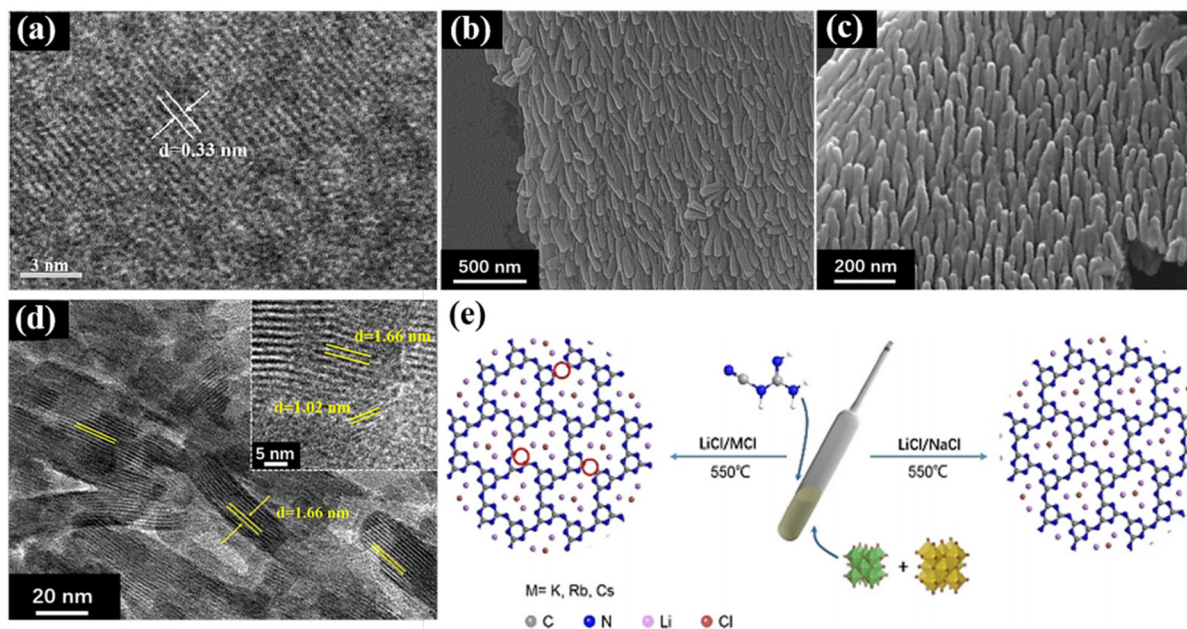 (a)
d=0.33 nm
3 nm
(b)
500 nm
(c)
200 nm
(d)
d=1.66 nm
d=1.02 nm
5 nm
d=1.66 nm
20 nm
(e)
LiCl/MCl
550℃
LiCl/NaCl
550℃
+
M= K, Rb, Cs
C N Li Cl